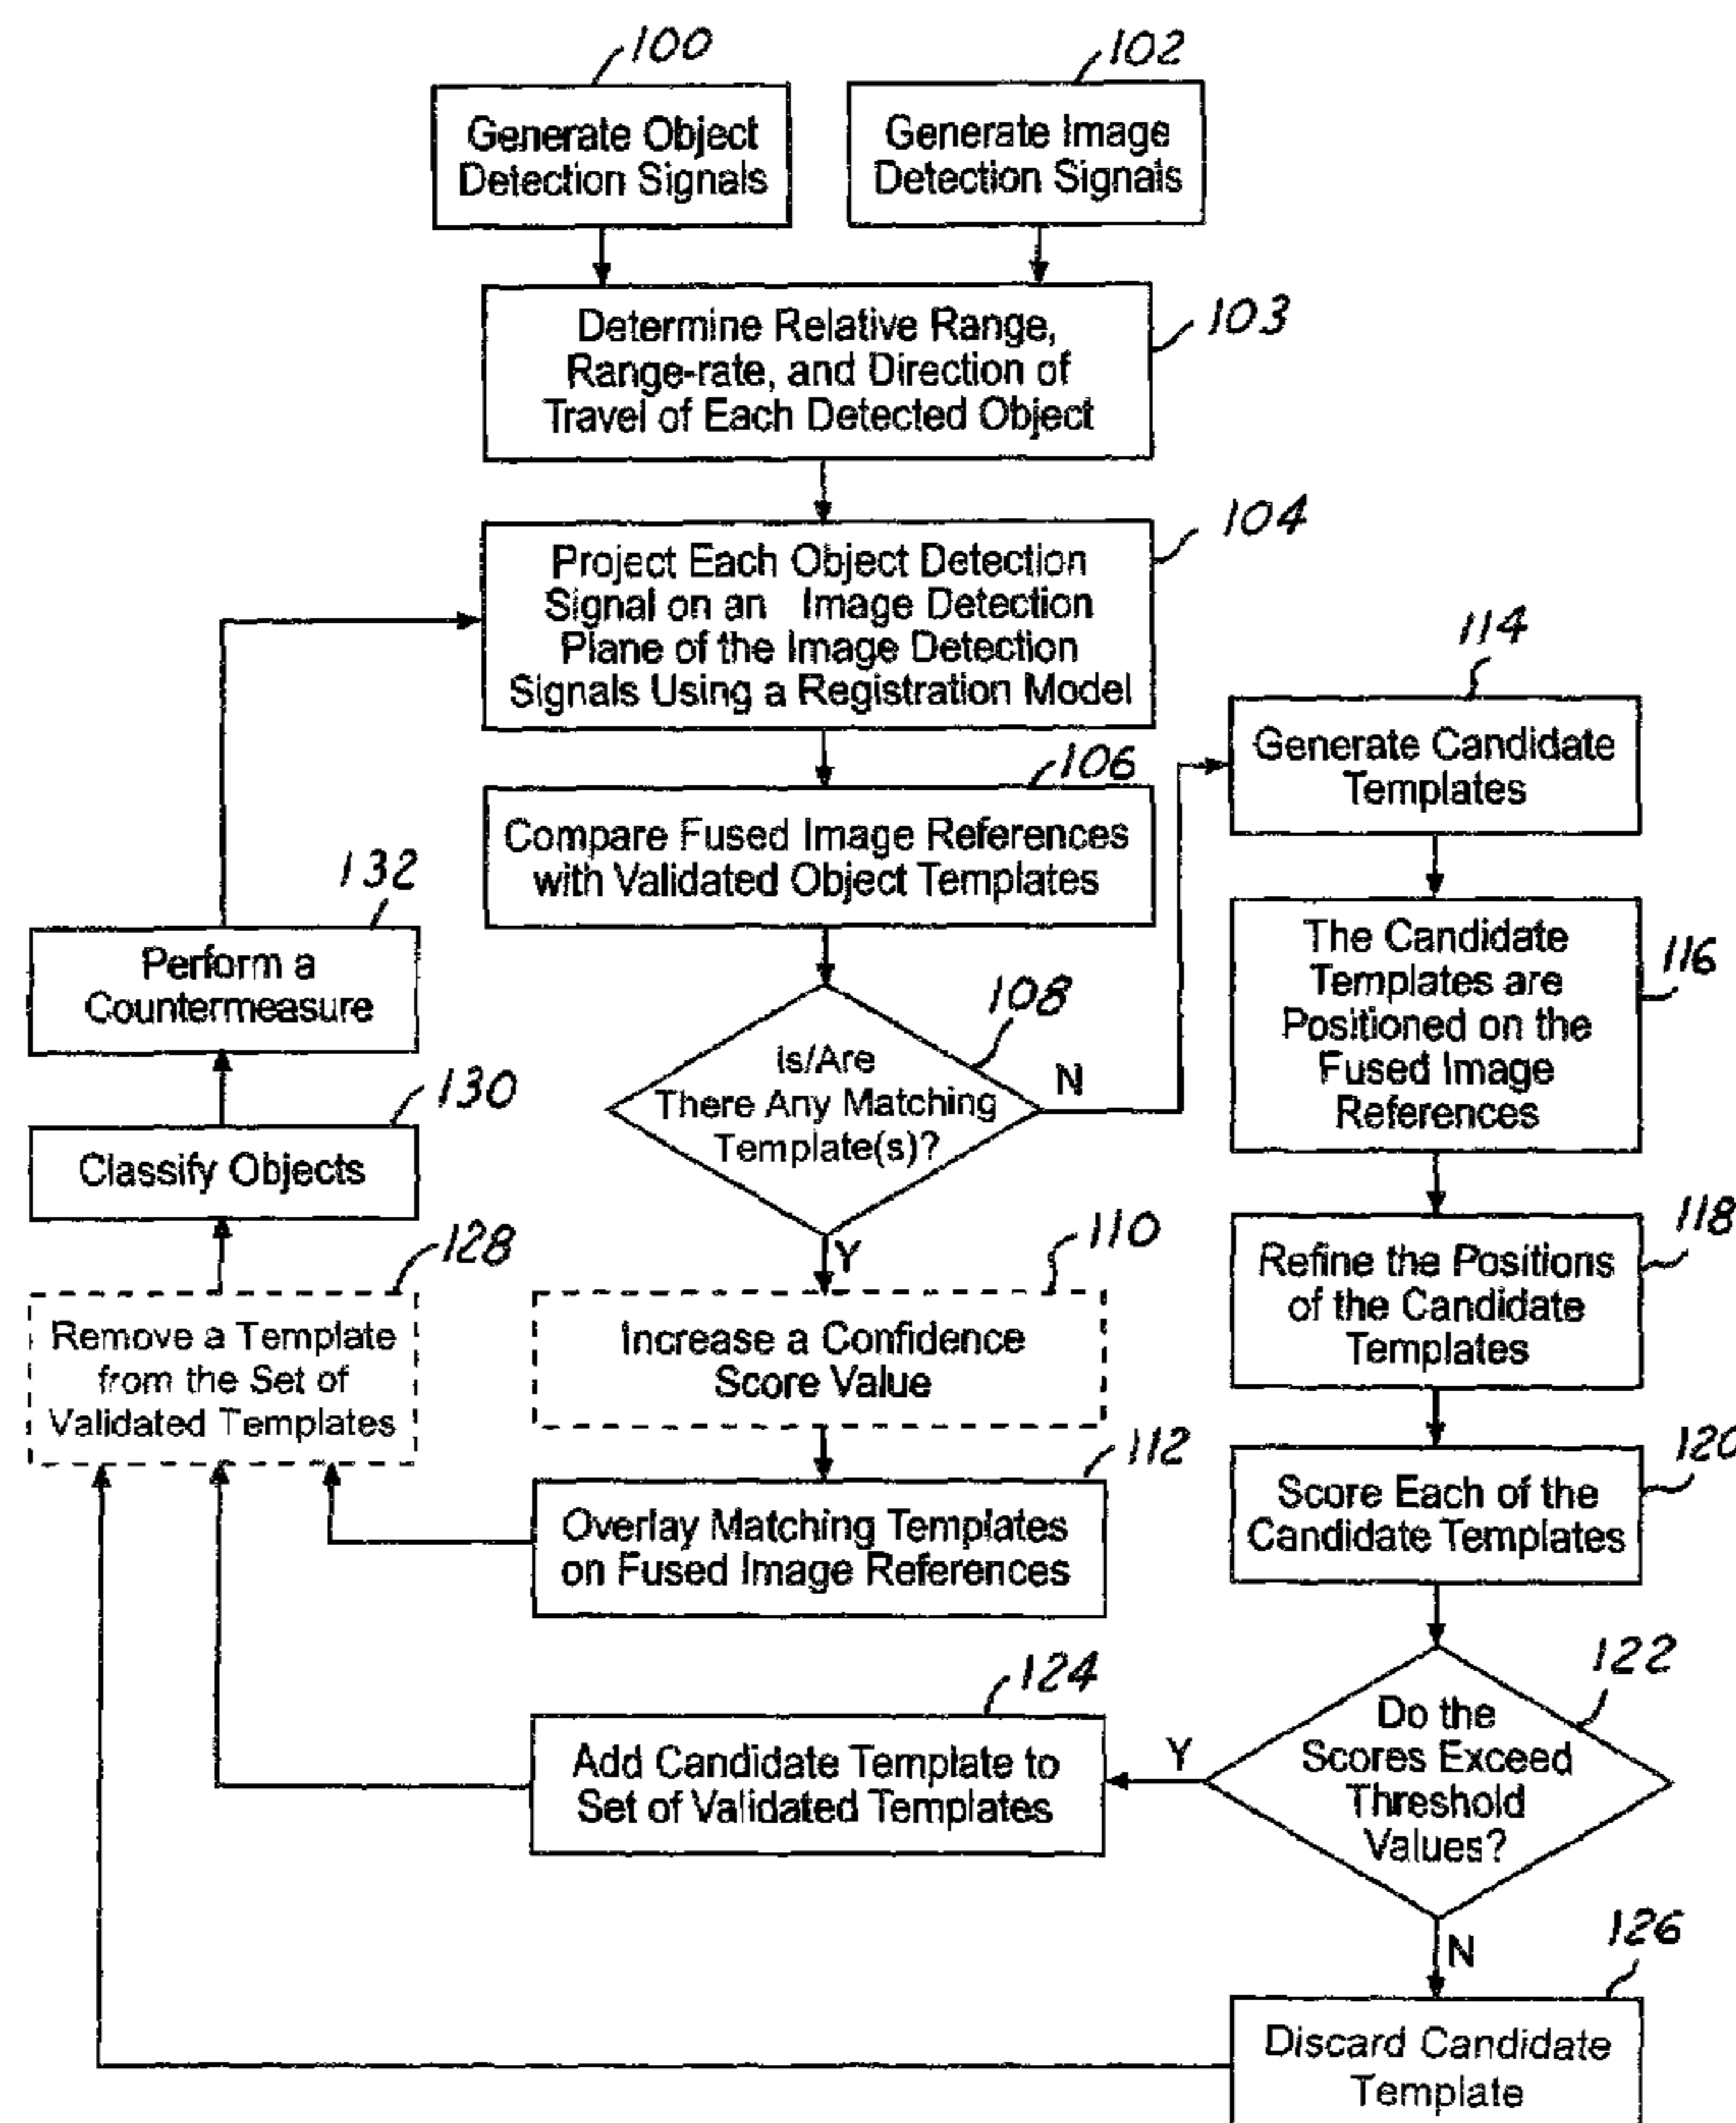 100
102
Generate Object
Detection Signals
Generate Image
Detection Signals
103
Determine Relative Range,
Range-rate, and Direction of
Travel of Each Detected Object
104
Project Each Object Detection
Signal on an Image Detection
Plane of the Image Detection
Signals Using a Registration Model
106
Compare Fused Image References
with Validated Object Templates
108
Is/Are
There Any Matching
Template(s)?
N
Y
110
Increase a Confidence
Score Value
112
Overlay Matching Templates
on Fused Image References
114
Generate Candidate
Templates
116
The Candidate
Templates are
Positioned on the
Fused Image
References
118
Refine the Positions
of the Candidate
Templates
120
Score Each of the
Candidate Templates
122
Do the
Scores Exceed
Threshold
Values?
Y
N
124
Add Candidate Template to
Set of Validated Templates
126
Discard Candidate
Template
128
Remove a Template
from the Set of
Validated Templates
130
Classify Objects
132
Perform a
Countermeasure